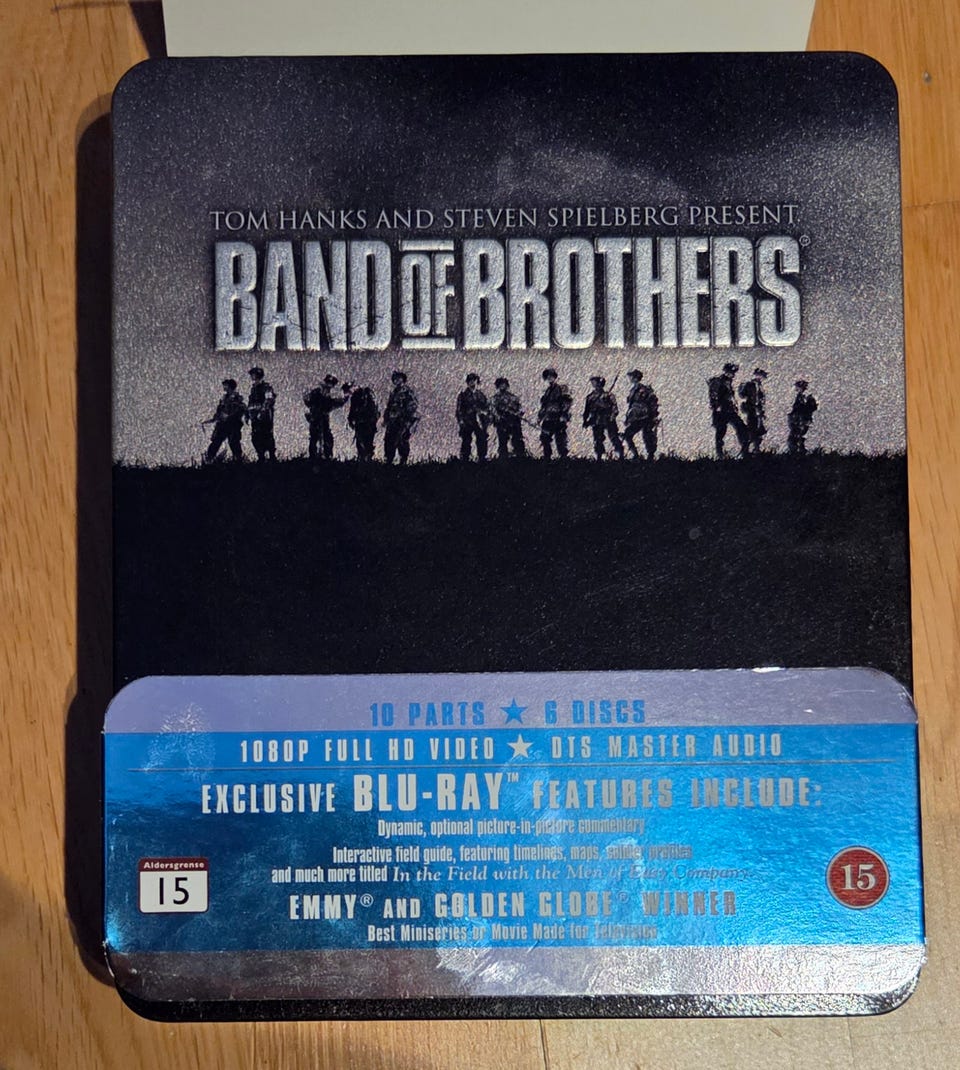 TOM HANKS AND STEVEN SPIELBERG PRESENT
BAND OF BROTHERS®
10 PARTS ★ 6 DISCS
1080P FULL HD VIDEO ★ DTS MASTER AUDIO
EXCLUSIVE BLU-RAY™ FEATURES INCLUDE:
Dynamic, optional picture-in-picture commentary
Interactive field guide, featuring timelines, maps, soldier profiles
and much more titled In the Field with the Men of Easy Company.
EMMY® AND GOLDEN GLOBE® WINNER
Best Miniseries or Movie Made for Television
Aldersgrense
15
15